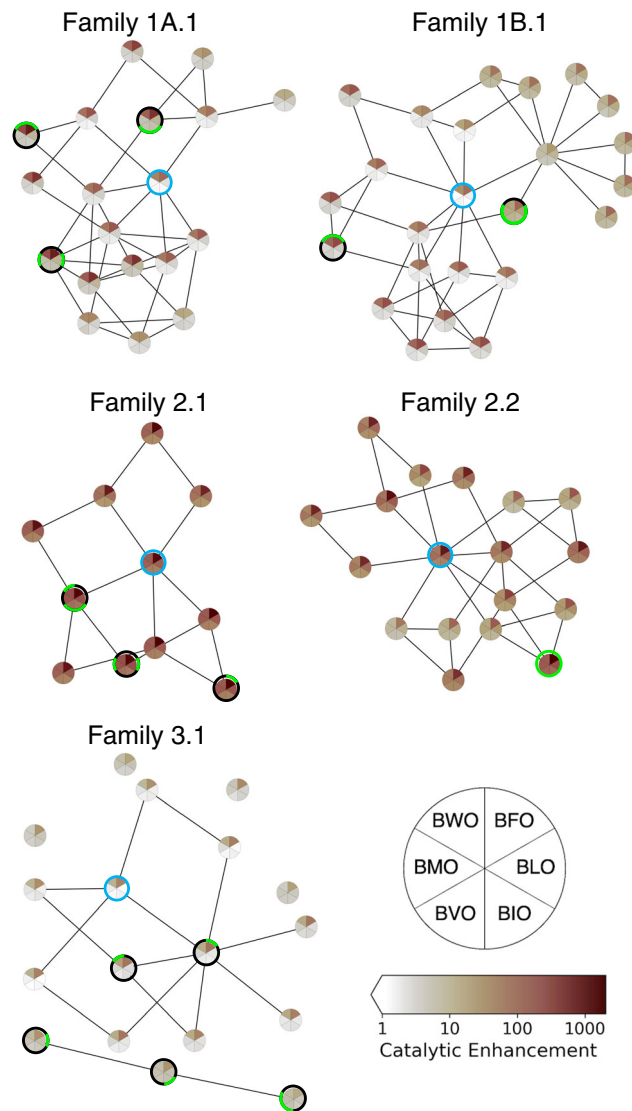 Family 1A.1
Family 1B.1
Family 2.1
Family 2.2
Family 3.1
BWO BFO
BMO BLO
BVO BIO
1 10 100 1000
Catalytic Enhancement